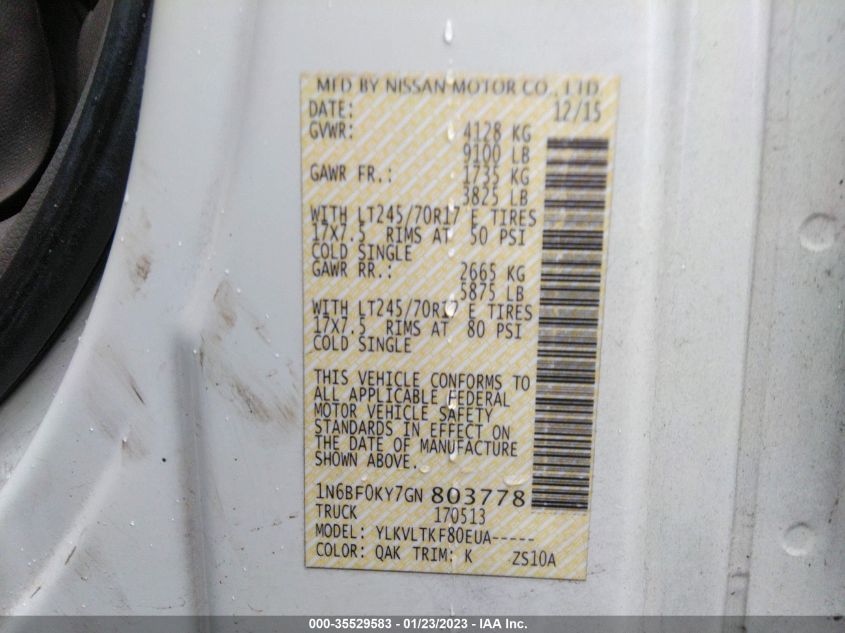 MFD BY NISSAN MOTOR CO., LTD.
DATE: 12/15
GVWR: 4128 KG
9100 LB
GAWR FR.: 1735 KG
3825 LB
WITH LT245/70R17 E TIRES
17X7.5 RIMS AT 50 PSI
COLD SINGLE
GAWR RR.: 2665 KG
5875 LB
WITH LT245/70R17 E TIRES
17X7.5 RIMS AT 80 PSI
COLD SINGLE
THIS VEHICLE CONFORMS TO
ALL APPLICABLE FEDERAL
MOTOR VEHICLE SAFETY
STANDARDS IN EFFECT ON
THE DATE OF MANUFACTURE
SHOWN ABOVE.
1N6BF0KY7GN 803778
TRUCK 170513
MODEL: YLKVLTKF80EUA-----
COLOR: QAK TRIM: K ZS10A
000-35529583 - 01/23/2023 - IAA Inc.